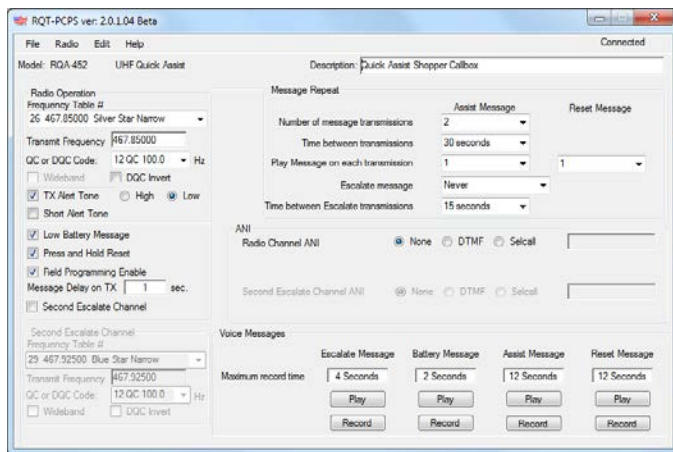 RQT-PCPS ver: 2.0.1.04 Beta
File Radio Edit Help Connected
Model: RQA-452 UHF Quick Assist Description: Quick Assist Shopper Callbox
Radio Operation
Frequency Table #
26 467.85000 Silver Star Narrow
Transmit Frequency 467.85000
QC or DQC Code: 12 QC 100.0 Hz
Wideband DQC Invert
TX Alert Tone High Low
Short Alert Tone
Low Battery Message
Press and Hold Reset
Field Programming Enable
Message Delay on TX 1 sec.
Second Escalate Channel
Second Escalate Channel
Frequency Table #
29 467.92500 Blue Star Narrow
Transmit Frequency 467.92500
QC or DQC Code: 12 QC 100.0 Hz
Wideband DQC Invert
Message Repeat
Assist Message Reset Message
Number of message transmissions 2
Time between transmissions 30 seconds
Play Message on each transmission 1 1
Escalate message Never
Time between Escalate transmissions 15 seconds
ANI
Radio Channel ANI None DTMF Selcall
Second Escalate Channel ANI None DTMF Selcall
Voice Messages
Escalate Message Battery Message Assist Message Reset Message
Maximum record time 4 Seconds 2 Seconds 12 Seconds 12 Seconds
Play Play Play Play
Record Record Record Record